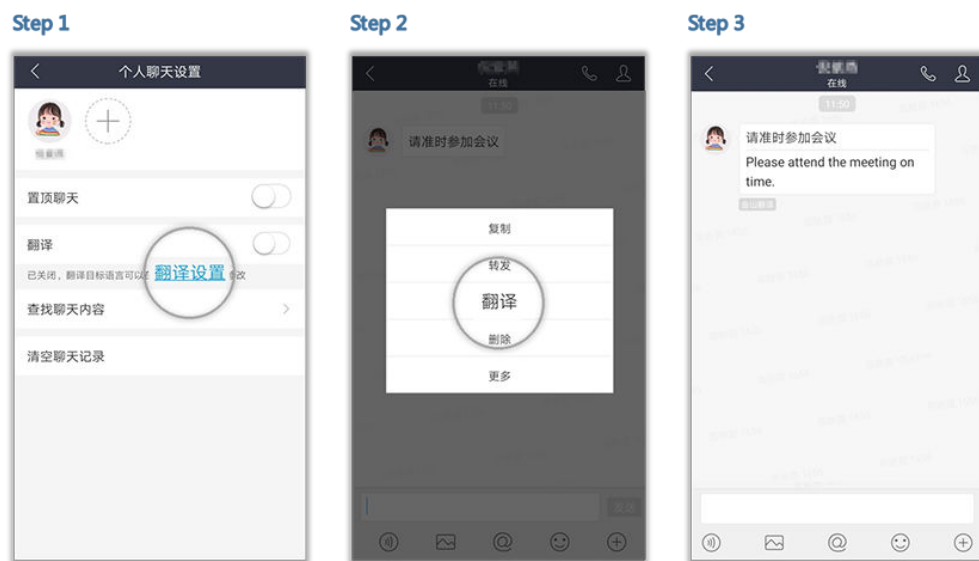 Step 1
Step 2
Step 3
个人聊天设置
置顶聊天
翻译
已关闭，翻译目标语言可以
翻译设置
改
查找聊天内容
清空聊天记录
在线
11:50
请准时参加会议
复制
转发
翻译
删除
更多
发送
在线
11:50
请准时参加会议
Please attend the meeting on
time.